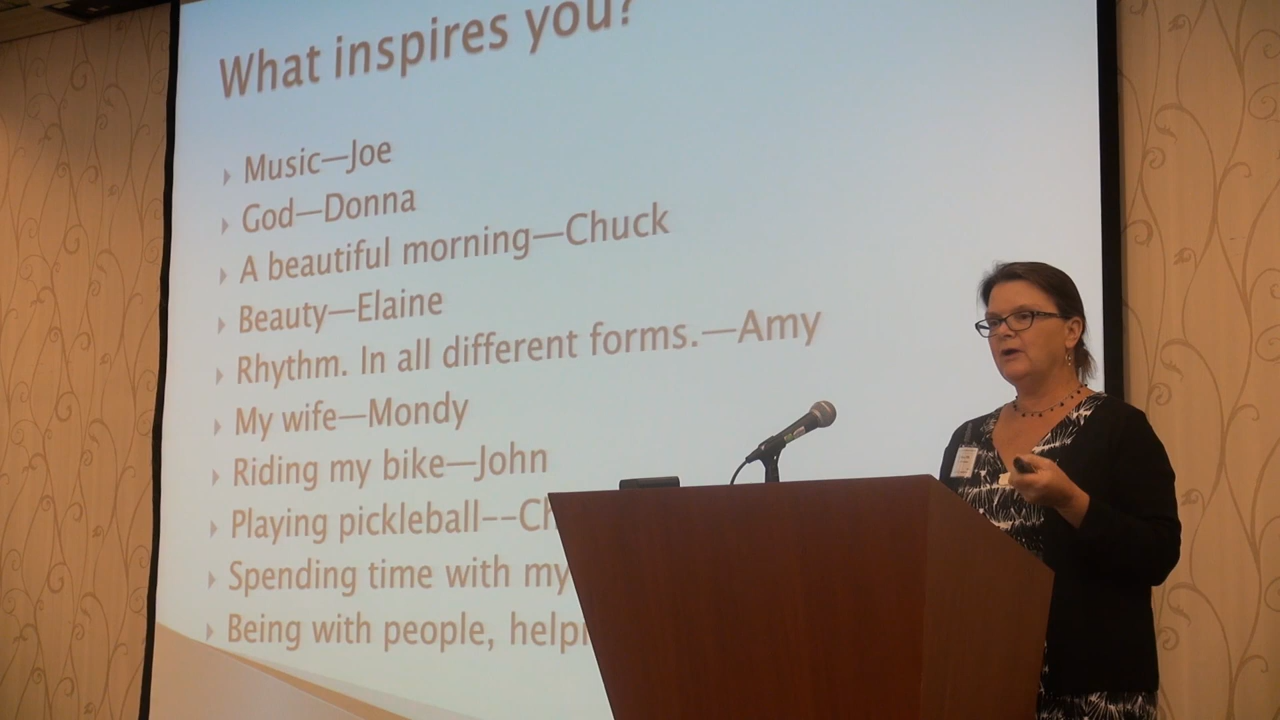 What inspires you?
Music—Joe
God—Donna
A beautiful morning—Chuck
Beauty—Elaine
Rhythm. In all different forms.—Amy
My wife—Mondy
Riding my bike—John
Playing pickleball--Ch
Spending time with my
Being with people, helpi